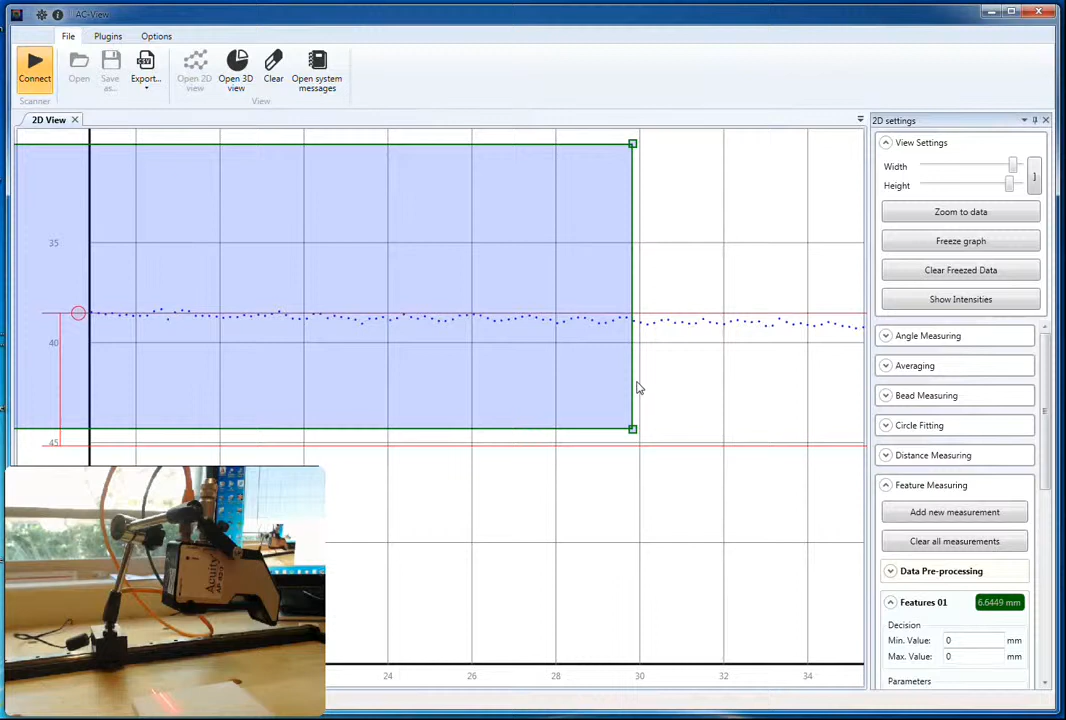 AC-View
File Plugins Options
Connect
Open
Save as...
CSV
Export...
Open 2D view
Open 3D view
Clear
Open system messages
Scanner
View
2D View
35
40
45
24 26 28 30 32 34
Acuity
2D settings
View Settings
Width
Height
]
Zoom to data
Freeze graph
Clear Freezed Data
Show Intensities
Angle Measuring
Averaging
Bead Measuring
Circle Fitting
Distance Measuring
Feature Measuring
Add new measurement
Clear all measurements
Data Pre-processing
Features 01 6.6449 mm
Decision
Min. Value: 0 mm
Max. Value: 0 mm
Parameters